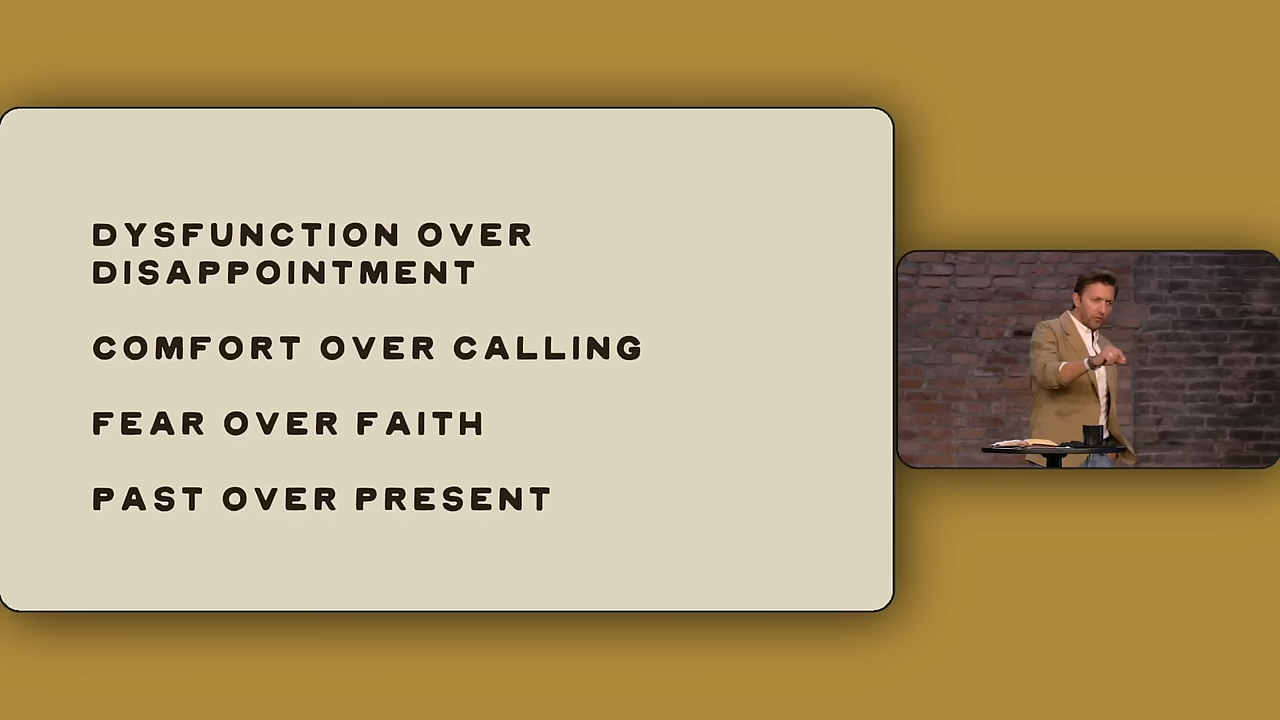 DYSFUNCTION OVER
DISAPPOINTMENT
COMFORT OVER CALLING
FEAR OVER FAITH
PAST OVER PRESENT